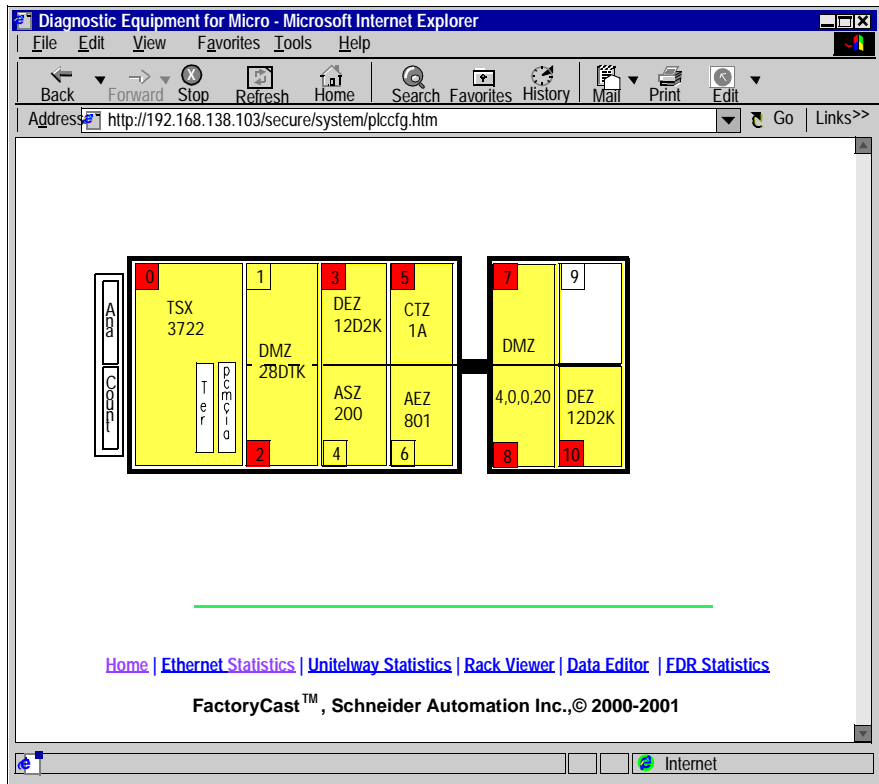 Diagnostic Equipment for Micro - Microsoft Internet Explorer
File Edit View Favorites Tools Help
Back Forward Stop Refresh Home Search Favorites History Mail Print Edit
Address http://192.168.138.103/secure/system/plccfg.htm Go Links>>
0 1 3 5 7 9
Ana
Count
TSX
3722
Ter
pcmçia
DMZ
28DTK
DEZ
12D2K
ASZ
200
CTZ
1A
AEZ
801
DMZ
4,0,0,20
DEZ
12D2K
2 4 6 8 10
Home | Ethernet Statistics | Unitelway Statistics | Rack Viewer | Data Editor | FDR Statistics
FactoryCast™, Schneider Automation Inc.,© 2000-2001
Internet